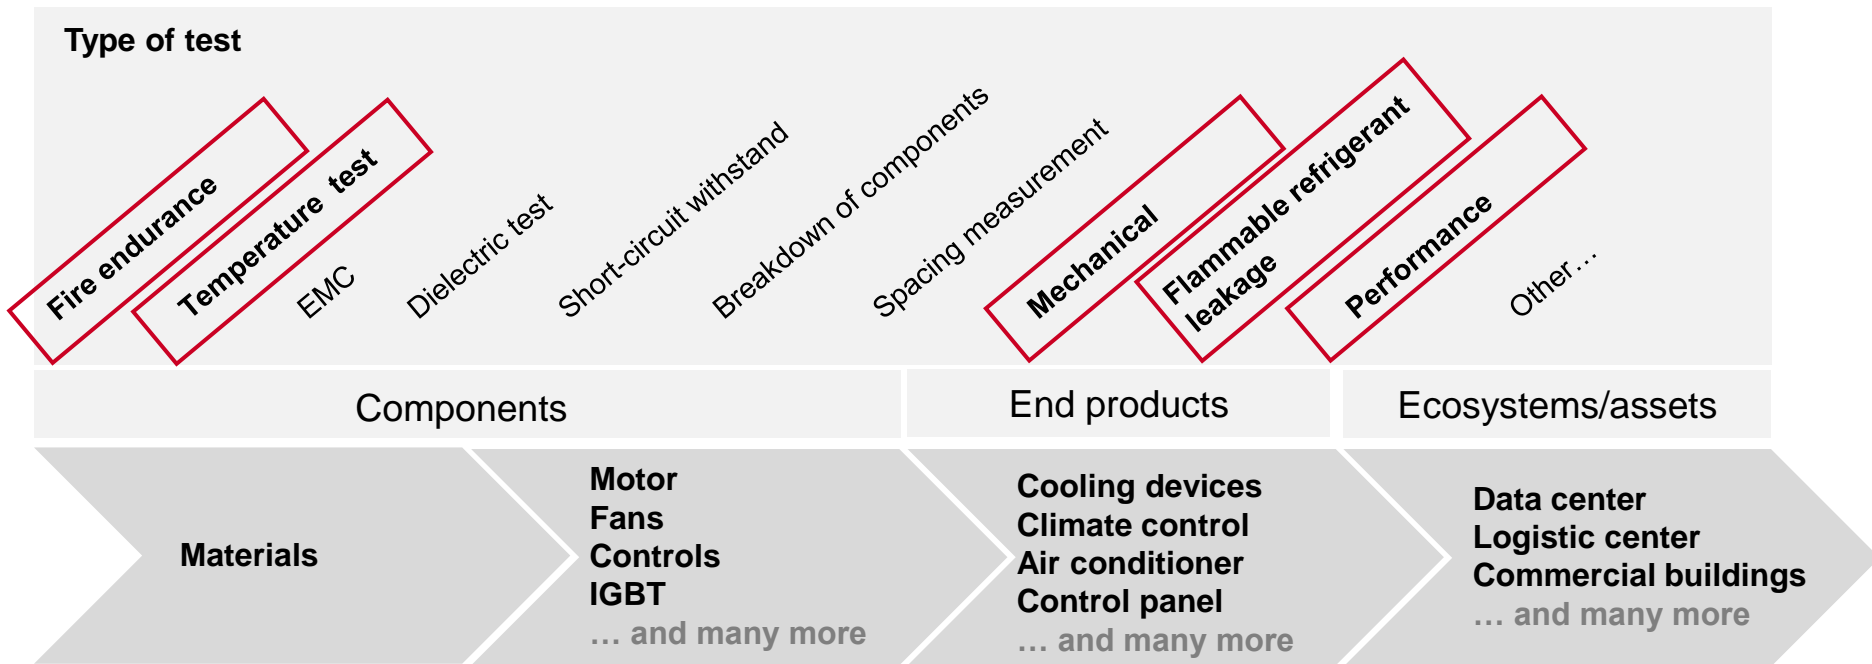 Type of test
Fire endurance
Temperature test
EMC
Dielectric test
Short-circuit withstand
Breakdown of components
Spacing measurement
Mechanical
Flammable refrigerant
leakage
Performance
Other…
Components
End products
Ecosystems/assets
Materials
Motor
Fans
Controls
IGBT
… and many more
Cooling devices
Climate control
Air conditioner
Control panel
… and many more
Data center
Logistic center
Commercial buildings
… and many more